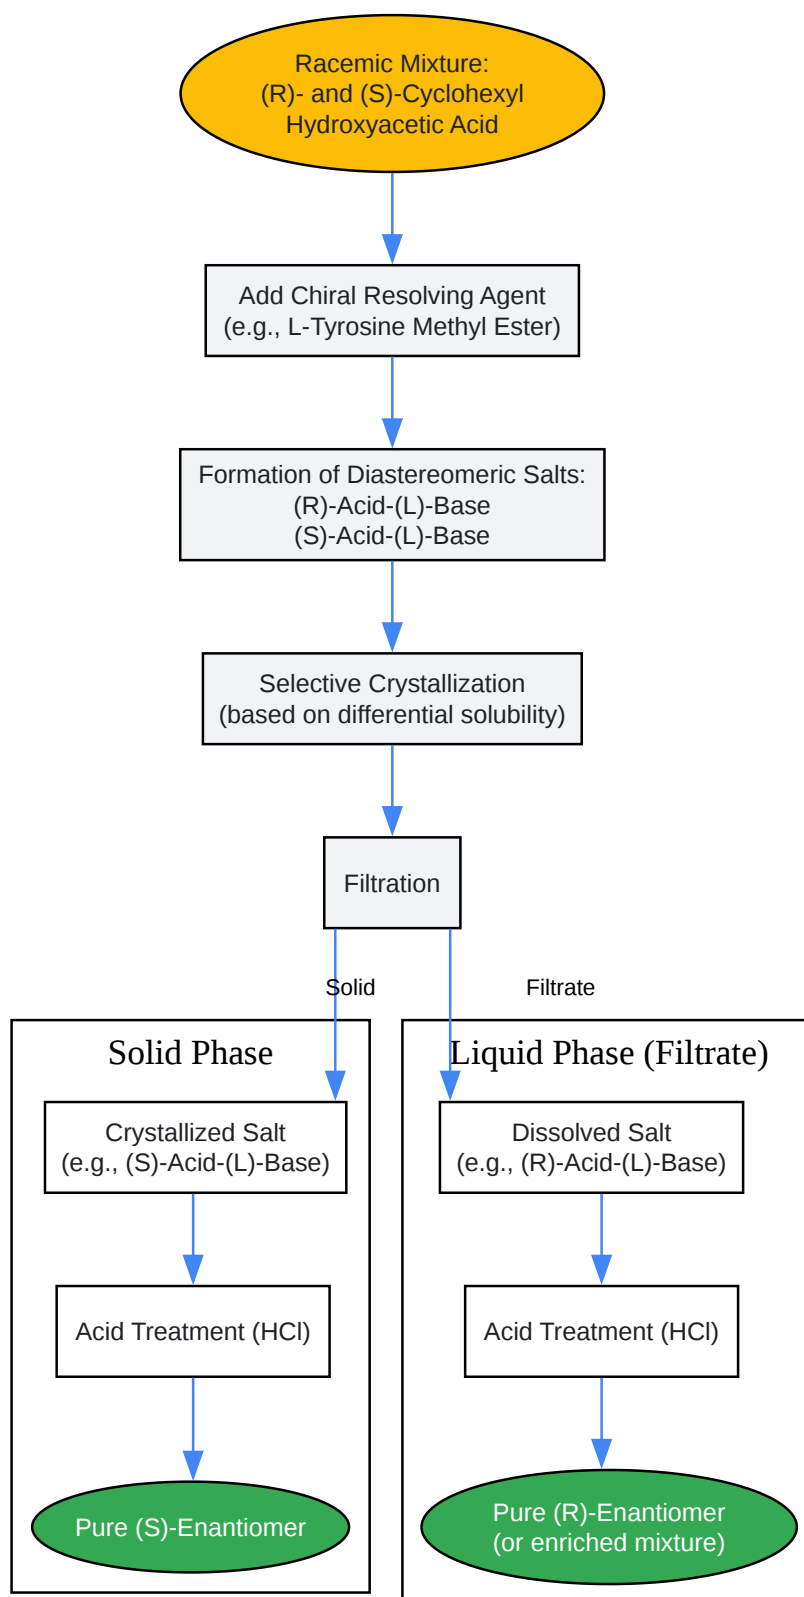 Racemic Mixture:
(R)- and (S)-Cyclohexyl
Hydroxyacetic Acid
Add Chiral Resolving Agent
(e.g., L-Tyrosine Methyl Ester)
Formation of Diastereomeric Salts:
(R)-Acid-(L)-Base
(S)-Acid-(L)-Base
Selective Crystallization
(based on differential solubility)
Filtration
Solid
Filtrate
Solid Phase
Crystallized Salt
(e.g., (S)-Acid-(L)-Base)
Acid Treatment (HCl)
Pure (S)-Enantiomer
Liquid Phase (Filtrate)
Dissolved Salt
(e.g., (R)-Acid-(L)-Base)
Acid Treatment (HCl)
Pure (R)-Enantiomer
(or enriched mixture)